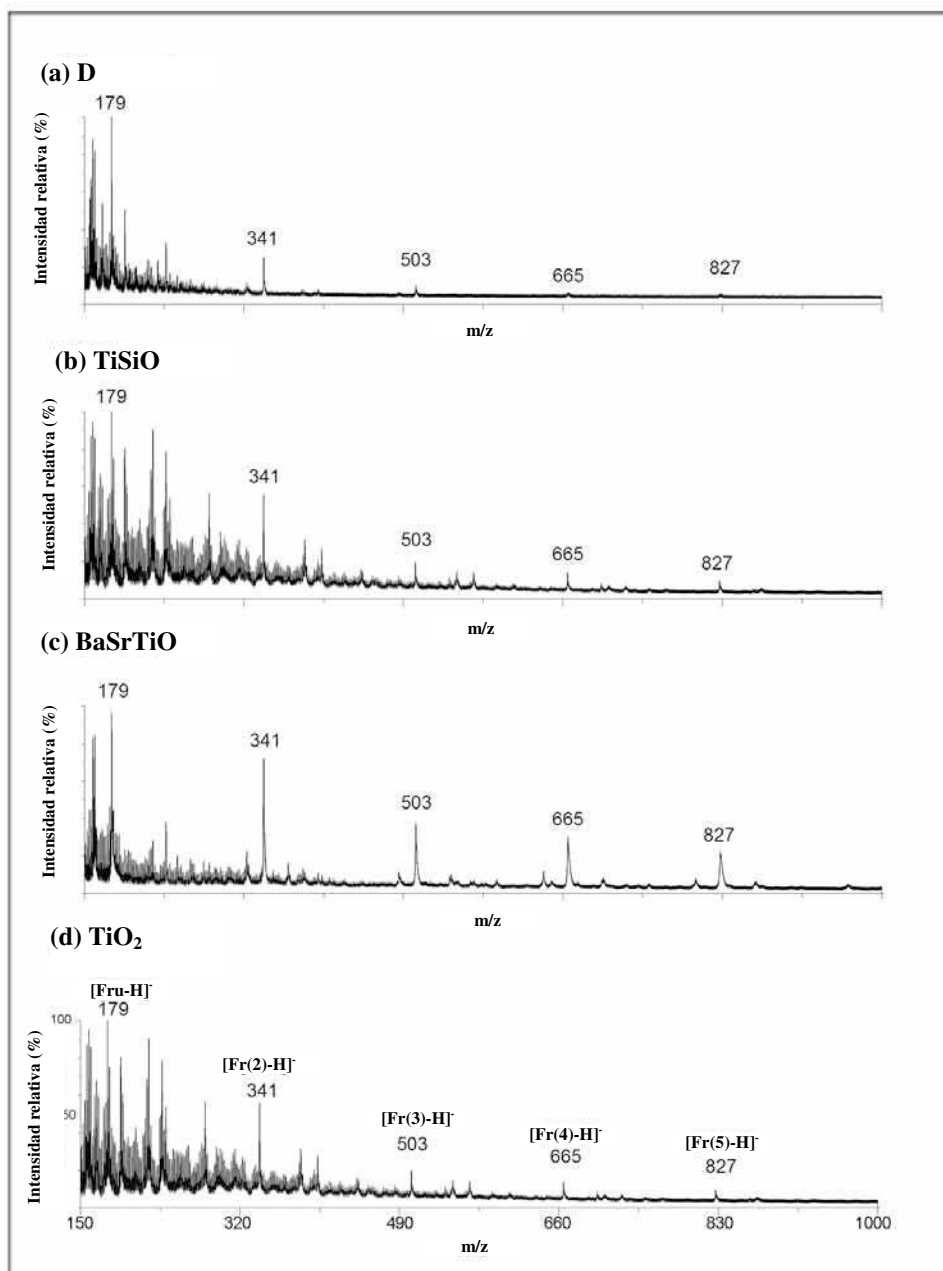 (a) D
Intensidad relativa (%)
179
341
503
665
827
m/z
(b) TiSiO
Intensidad relativa (%)
179
341
503
665
827
m/z
(c) BaSrTiO
Intensidad relativa (%)
179
341
503
665
827
m/z
(d) TiO₂
Intensidad relativa (%)
100
50
[Fru-H]⁻
179
[Fr(2)-H]⁻
341
[Fr(3)-H]⁻
503
[Fr(4)-H]⁻
665
[Fr(5)-H]⁻
827
150 320 490 660 830 1000
m/z